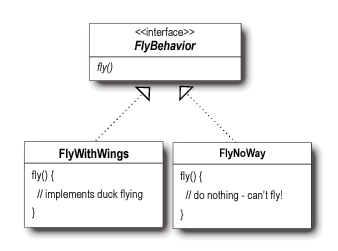 <<interface>>
FlyBehavior
fly()
FlyWithWings
fly() {
// implements duck flying
}
FlyNoWay
fly() {
// do nothing - can't fly!
}